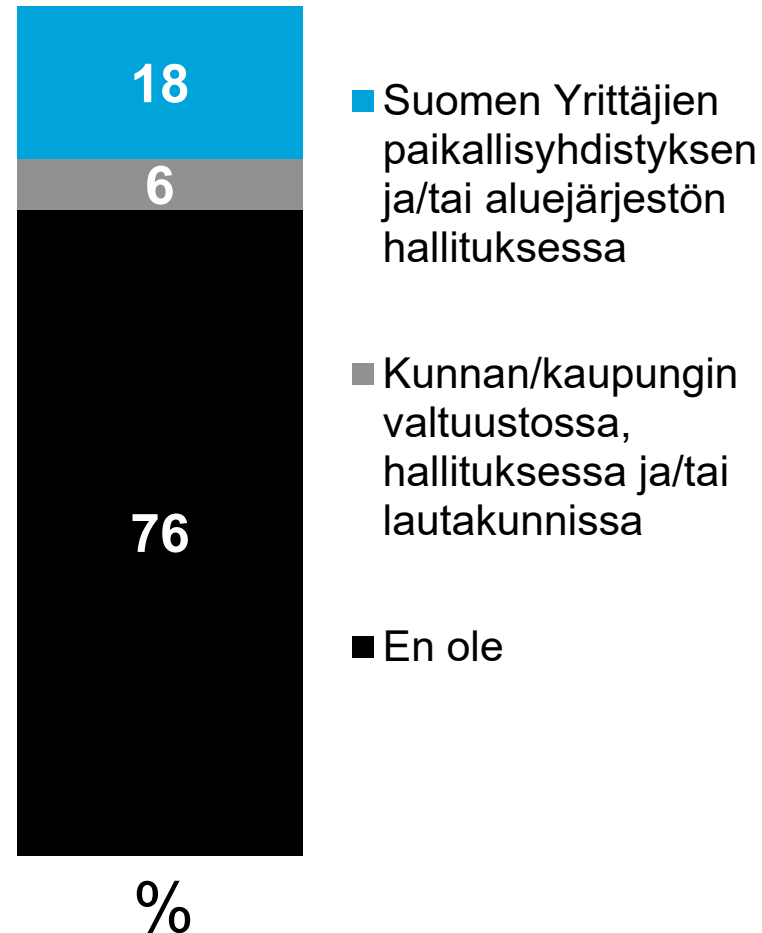 18
6
76
%
Suomen Yrittäjien
paikallisyhdistyksen
ja/tai aluejärjestön
hallituksessa
Kunnan/kaupungin
valtuustossa,
hallituksessa ja/tai
lautakunnissa
En ole